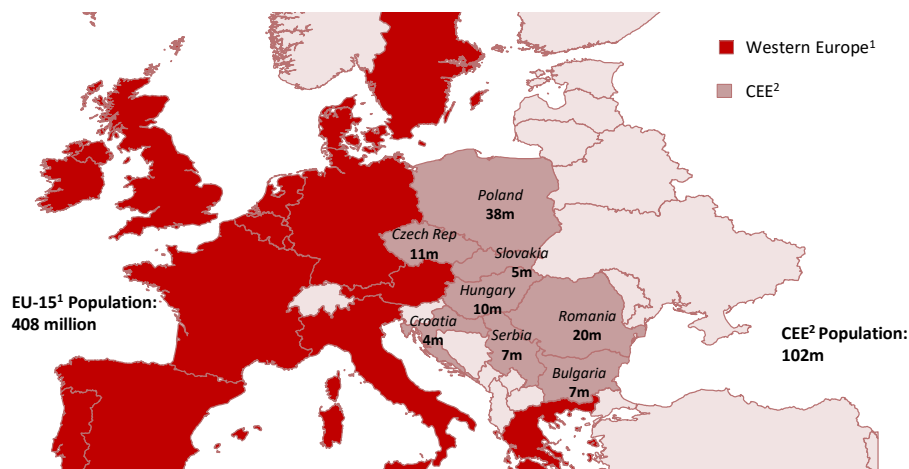 Western Europe1
CEE2
Poland
38m
Czech Rep
11m
Slovakia
5m
Hungary
10m
EU-151 Population:
408 million
Croatia
4m
Serbia
7m
Romania
20m
CEE2 Population:
102m
Bulgaria
7m